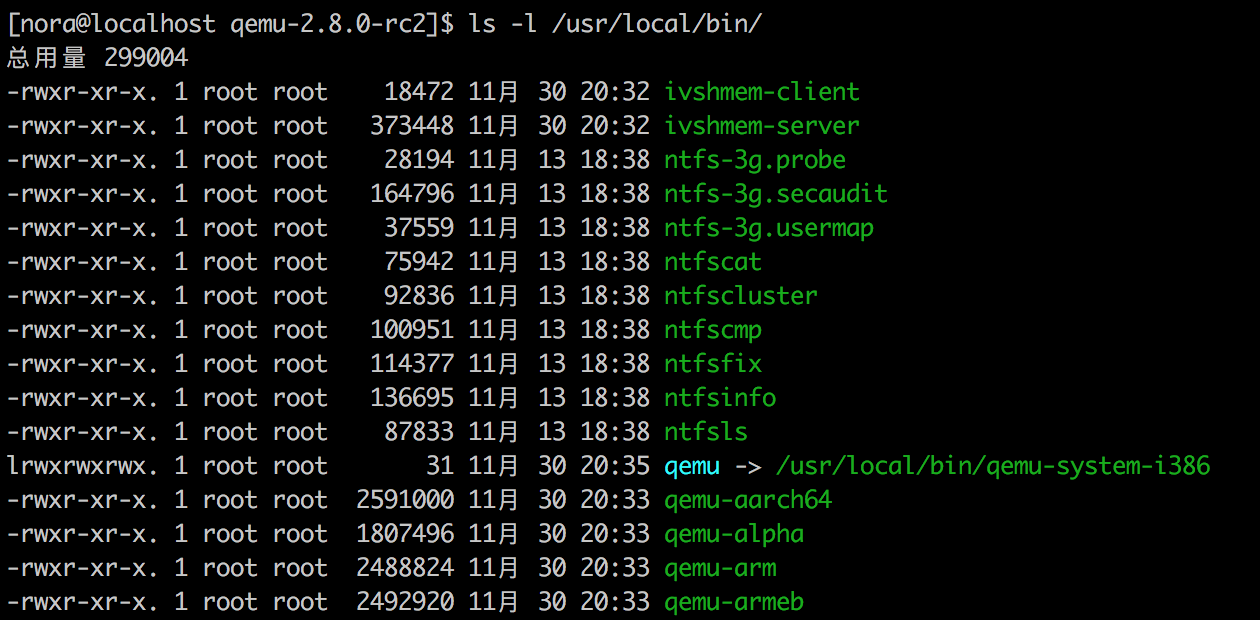 [nora@localhost qemu-2.8.0-rc2]$ ls -l /usr/local/bin/
总用量 299004
-rwxr-xr-x. 1 root root    18472 11月  30 20:32 ivshmem-client
-rwxr-xr-x. 1 root root   373448 11月  30 20:32 ivshmem-server
-rwxr-xr-x. 1 root root    28194 11月  13 18:38 ntfs-3g.probe
-rwxr-xr-x. 1 root root   164796 11月  13 18:38 ntfs-3g.secaudit
-rwxr-xr-x. 1 root root    37559 11月  13 18:38 ntfs-3g.usermap
-rwxr-xr-x. 1 root root    75942 11月  13 18:38 ntfscat
-rwxr-xr-x. 1 root root    92836 11月  13 18:38 ntfscluster
-rwxr-xr-x. 1 root root   100951 11月  13 18:38 ntfscmp
-rwxr-xr-x. 1 root root   114377 11月  13 18:38 ntfsfix
-rwxr-xr-x. 1 root root   136695 11月  13 18:38 ntfsinfo
-rwxr-xr-x. 1 root root    87833 11月  13 18:38 ntfsls
lrwxrwxrwx. 1 root root       31 11月  30 20:35 qemu -> /usr/local/bin/qemu-system-i386
-rwxr-xr-x. 1 root root  2591000 11月  30 20:33 qemu-aarch64
-rwxr-xr-x. 1 root root  1807496 11月  30 20:33 qemu-alpha
-rwxr-xr-x. 1 root root  2488824 11月  30 20:33 qemu-arm
-rwxr-xr-x. 1 root root  2492920 11月  30 20:33 qemu-armeb